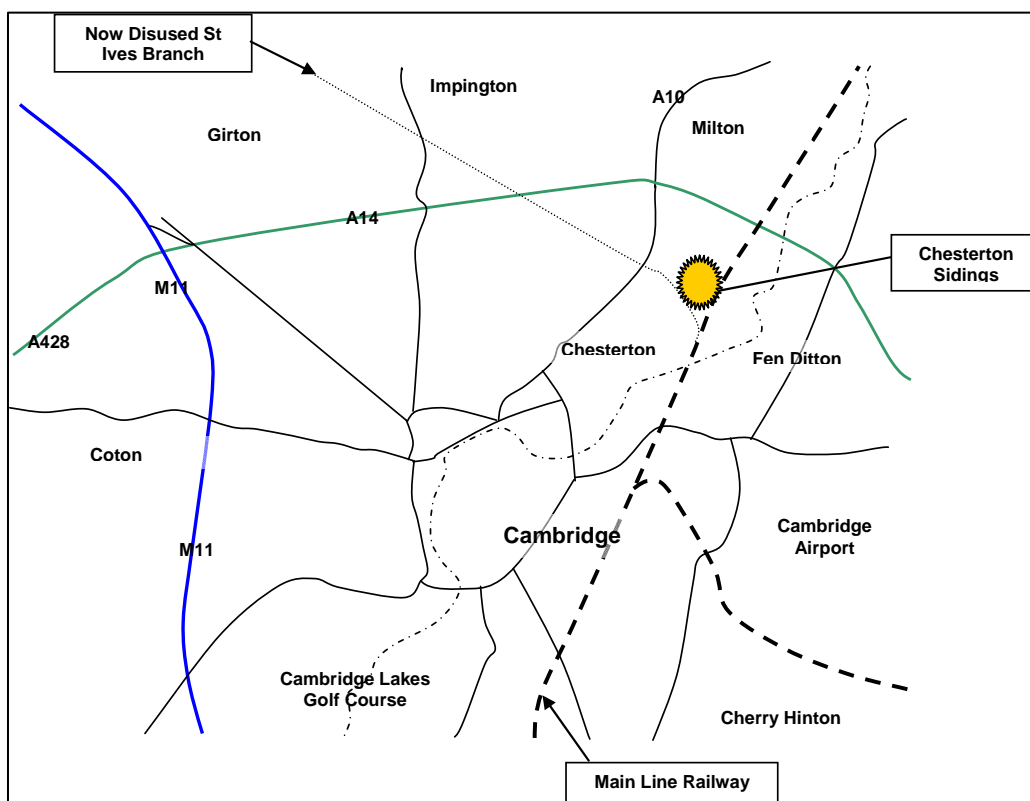 Now Disused St
Ives Branch
Impington
A10
Milton
Girton
A14
Chesterton
Sidings
M11
A428
Chesterton
Fen Ditton
Coton
Cambridge
Cambridge
Airport
M11
Cambridge Lakes
Golf Course
Cherry Hinton
Main Line Railway